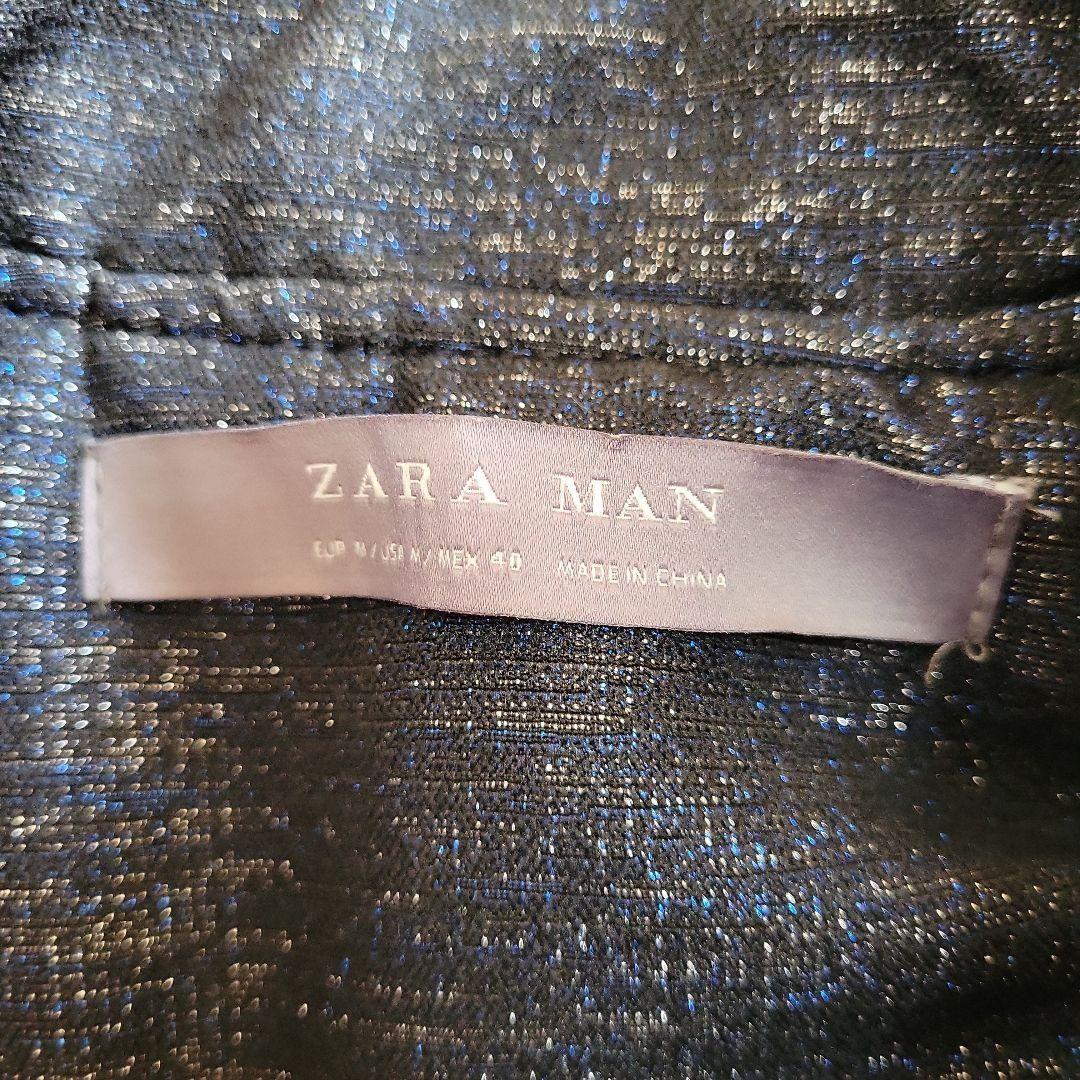 ZARA MAN
EUR M / USA M / MEX 40 MADE IN CHINA